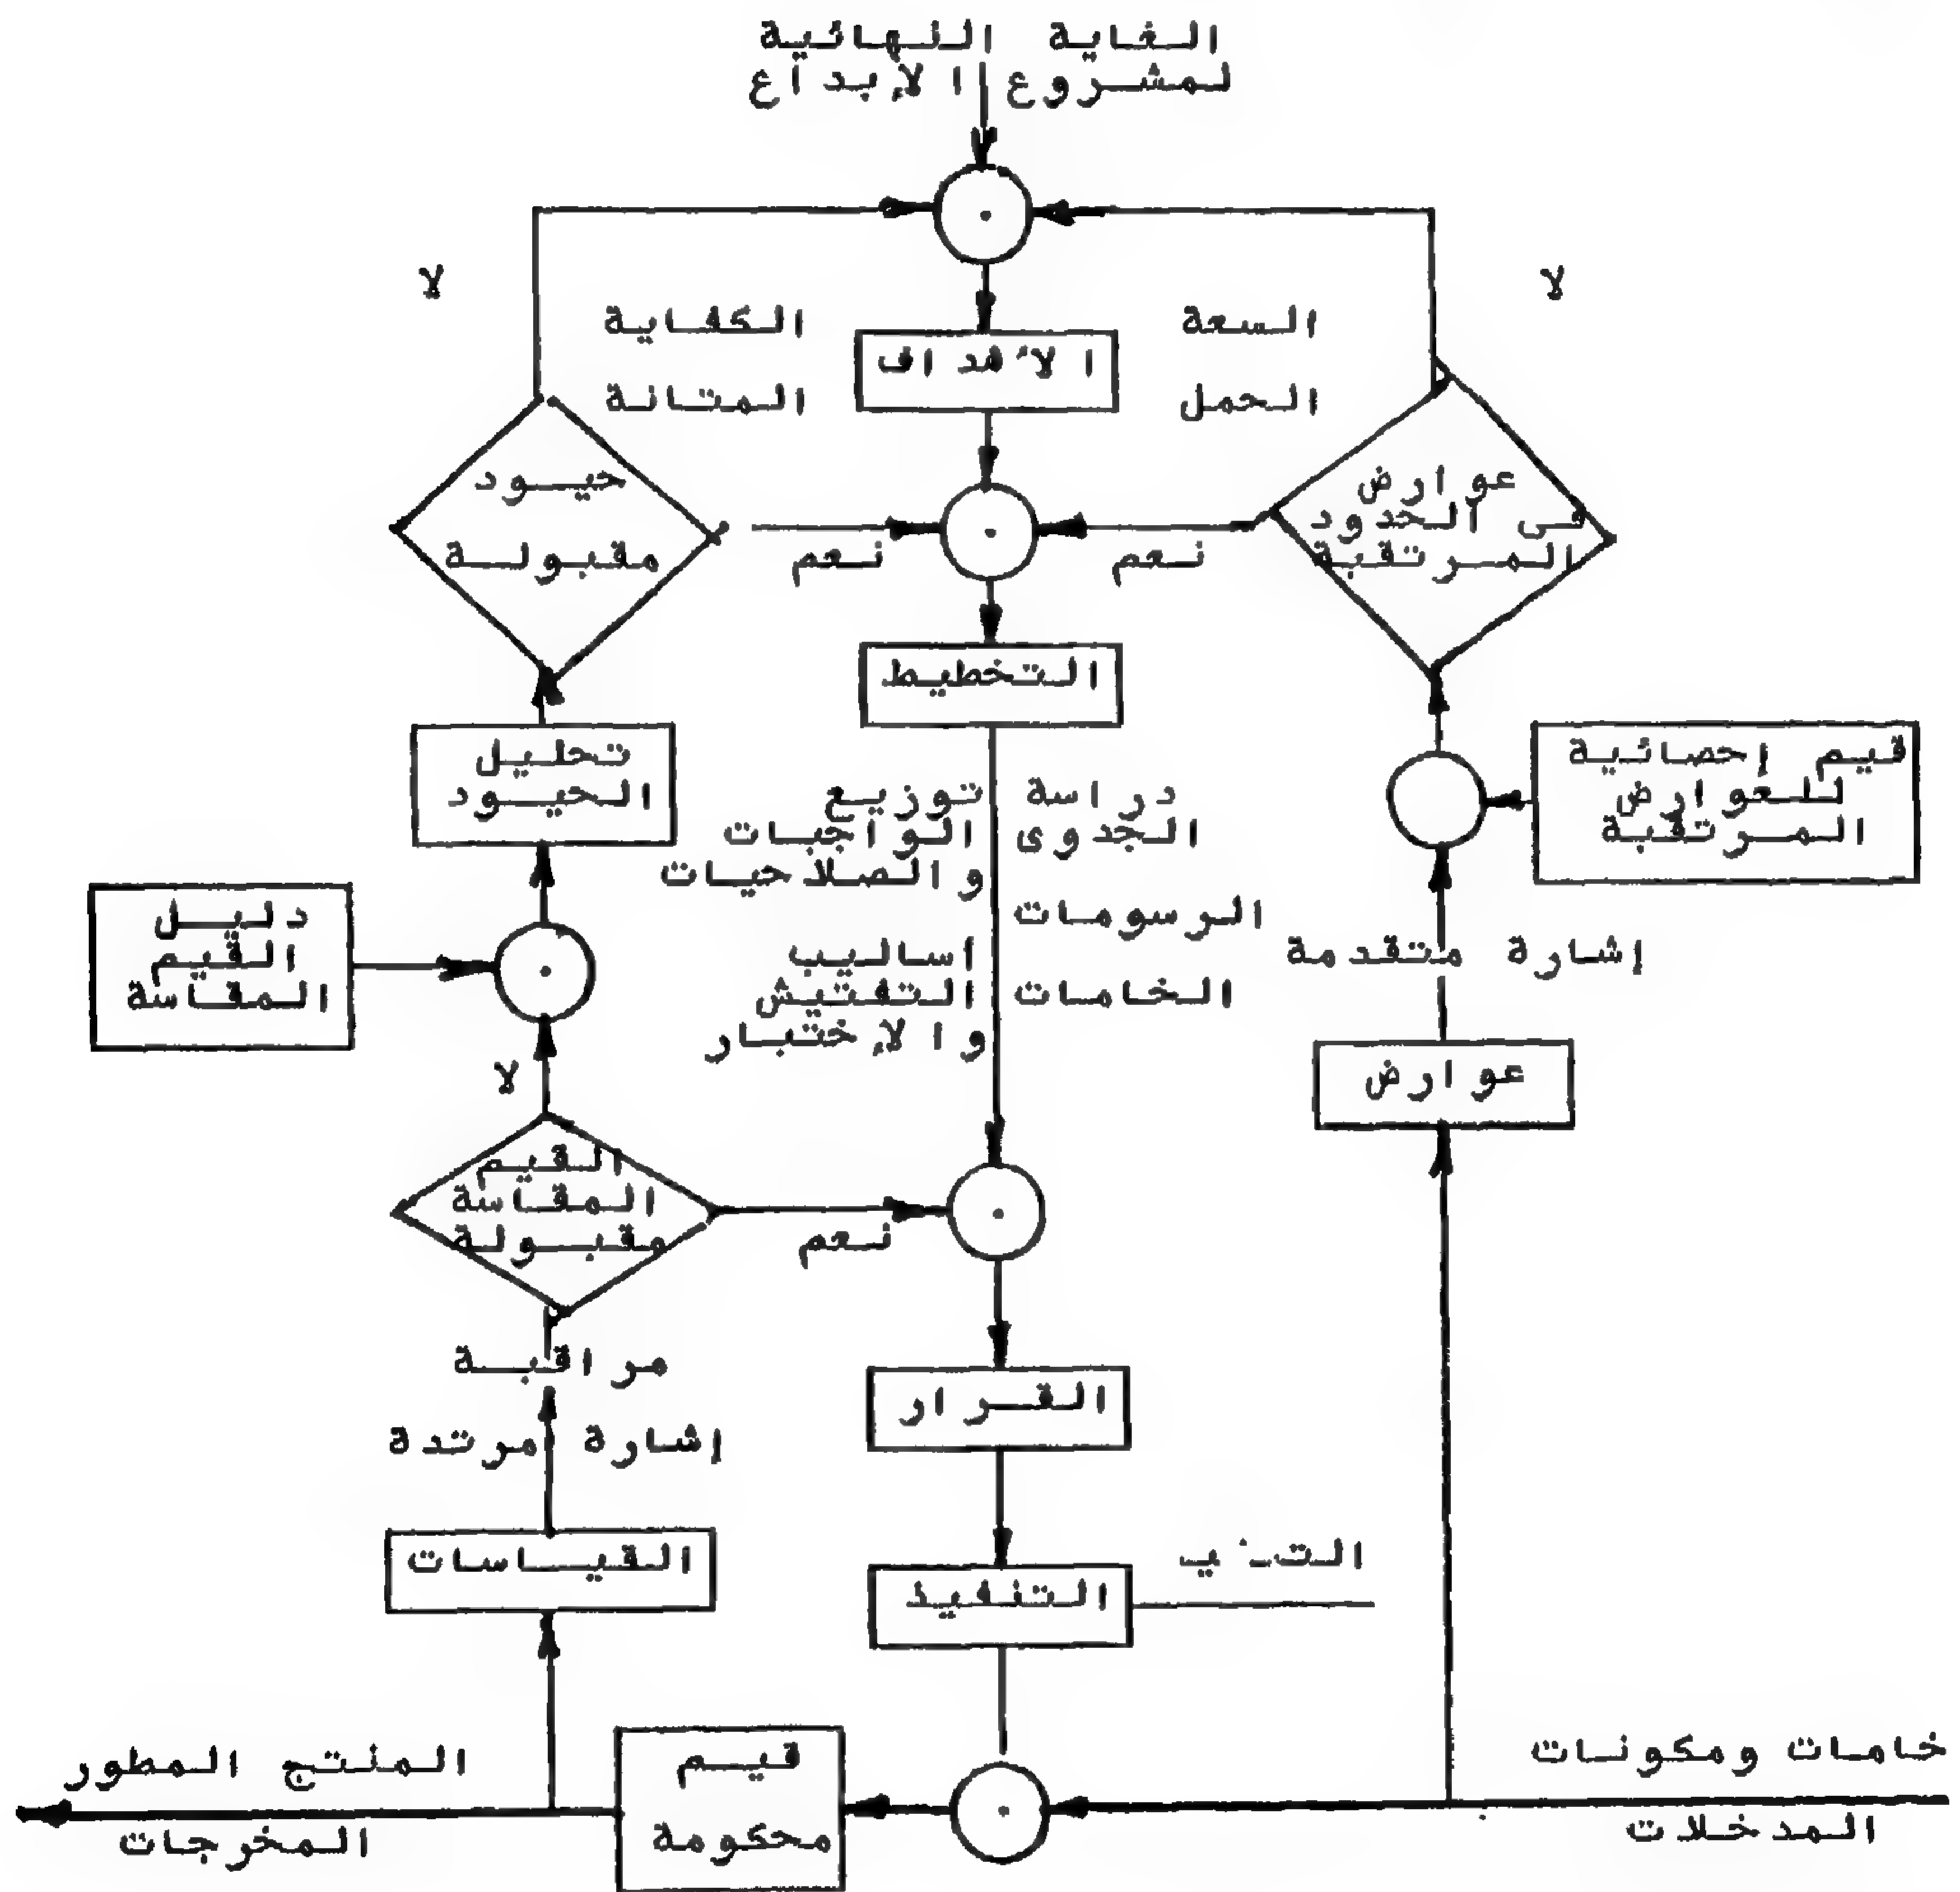 الغاية النهائية
لمشروع الإبداع
لا
لا
السعة
الكفاية
الأهداف
الحمل
المتانة
عوارض
فى الحدود
المرتقبة
حيود
مقبولة
نعم
نعم
التخطيط
قيم إحصائية
للعوارض
المرتقبة
تحليل
الحيود
دراسة
الجدوى
الرسومات
الخامات
توزيع
الواجبات
والصلاحيات
اساليب
التفتيش
والإختبار
دليل
القيم
المقاسة
إشارة متقدمة
عوارض
لا
القيم
المقاسة
مقبولة
نعم
مراقبة
إشارة مرتدة
القرار
القياسات
التنفيذ
خامات ومكونات
المدخلات
قيم
محكومة
المنتج المطور
المخرجات